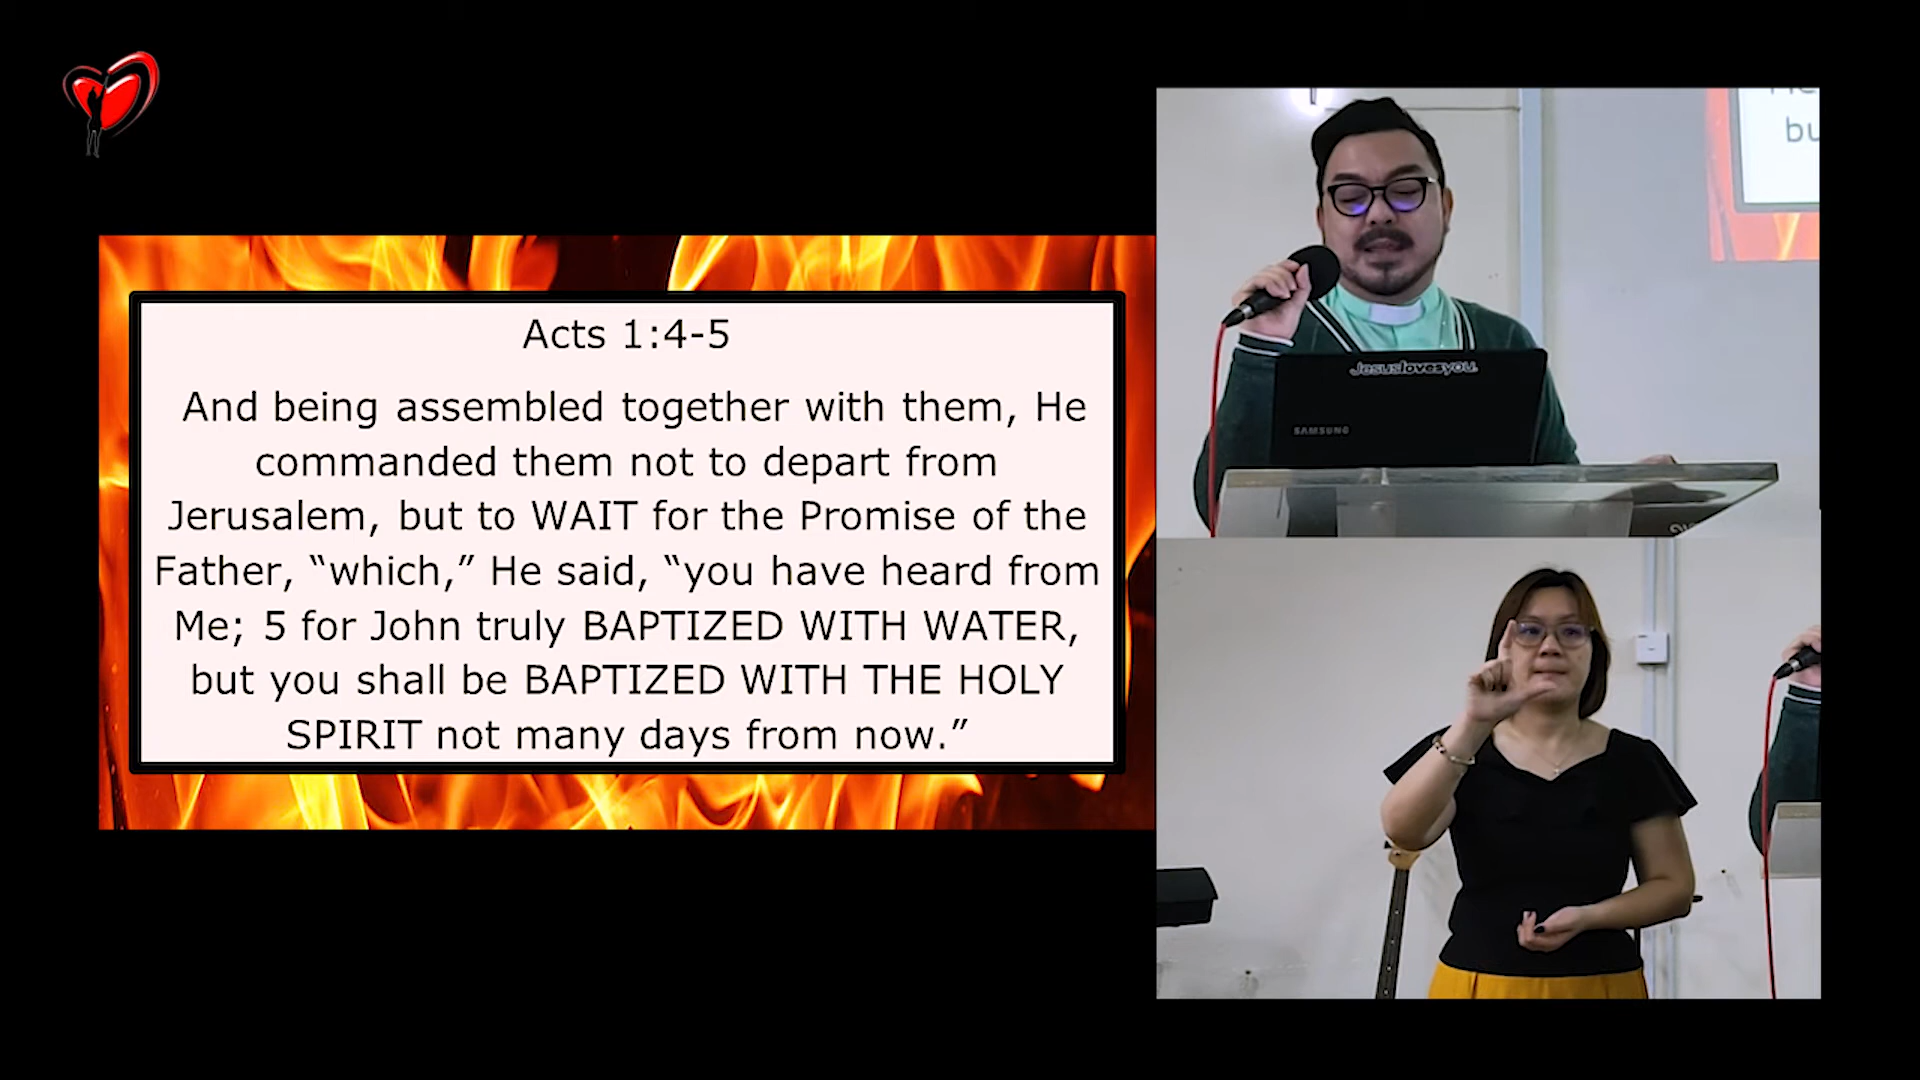 Acts 1:4-5
And being assembled together with them, He
commanded them not to depart from
Jerusalem, but to WAIT for the Promise of the
Father, “which,” He said, “you have heard from
Me; 5 for John truly BAPTIZED WITH WATER,
but you shall be BAPTIZED WITH THE HOLY
SPIRIT not many days from now.”
bu
Jesuslovesyou.
SAMSUNG